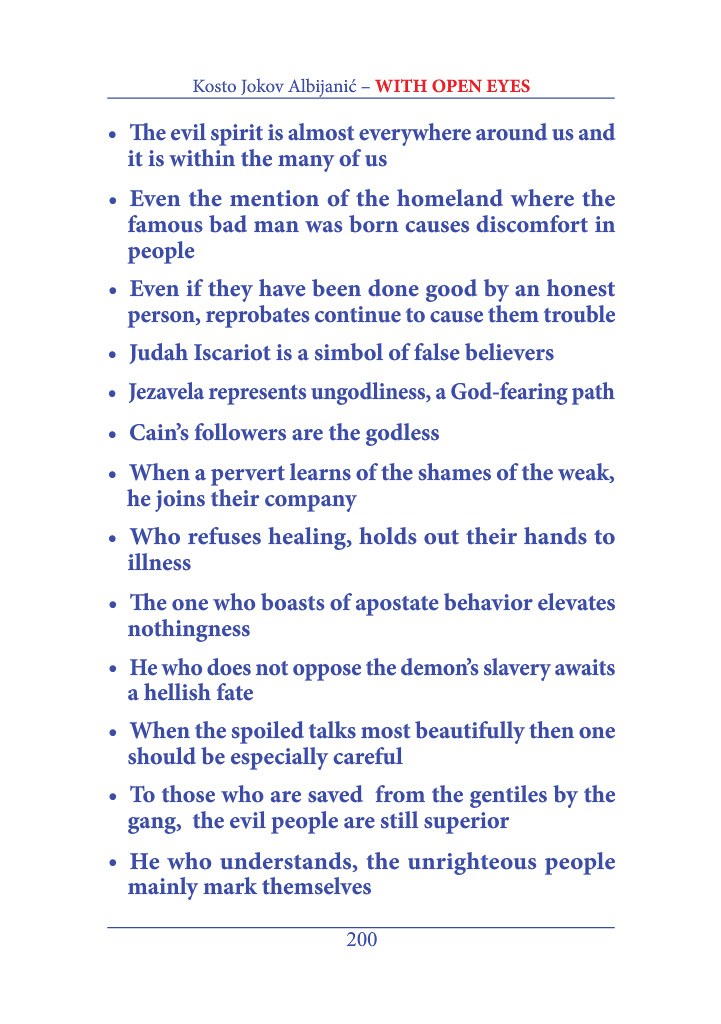 Kosto Jokov Albijanić – WITH OPEN EYES
• The evil spirit is almost everywhere around us and
it is within the many of us
• Even the mention of the homeland where the
famous bad man was born causes discomfort in
people
• Even if they have been done good by an honest
person, reprobates continue to cause them trouble
• Judah Iscariot is a simbol of false believers
• Jezavela represents ungodliness, a God-fearing path
• Cain’s followers are the godless
• When a pervert learns of the shames of the weak,
he joins their company
• Who refuses healing, holds out their hands to
illness
• The one who boasts of apostate behavior elevates
nothingness
• He who does not oppose the demon’s slavery awaits
a hellish fate
• When the spoiled talks most beautifully then one
should be especially careful
• To those who are saved  from the gentiles by the
gang,  the evil people are still superior
• He who understands, the unrighteous people
mainly mark themselves
200